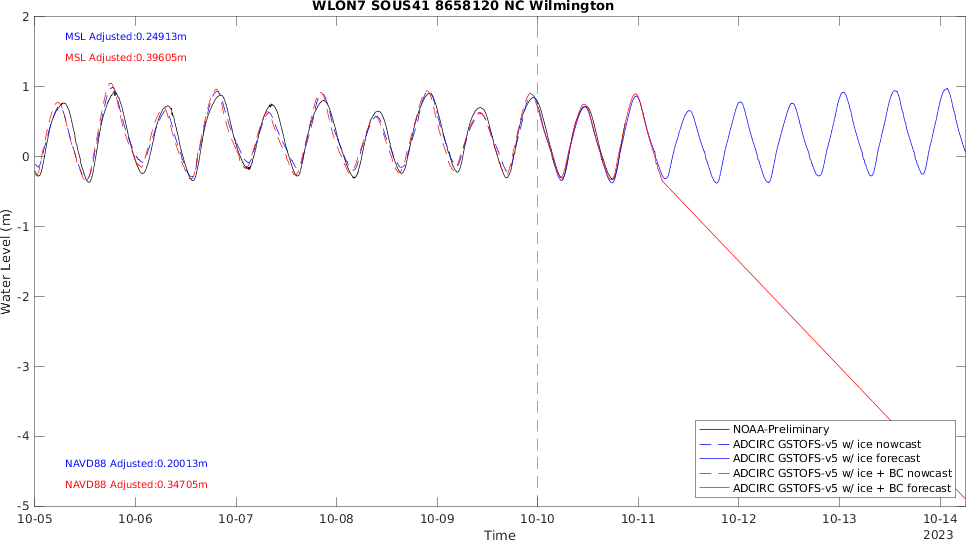 WLON7 SOUS41 8658120 NC Wilmington
MSL Adjusted:0.24913m
MSL Adjusted:0.39605m
2
1
0
-1
-2
-3
-4
-5
Water Level (m)
NAVD88 Adjusted:0.20013m
NAVD88 Adjusted:0.34705m
NOAA-Preliminary
ADCIRC GSTOFS-v5 w/ ice nowcast
ADCIRC GSTOFS-v5 w/ ice forecast
ADCIRC GSTOFS-v5 w/ ice + BC nowcast
ADCIRC GSTOFS-v5 w/ ice + BC forecast
10-05 10-06 10-07 10-08 10-09 10-10 10-11 10-12 10-13 10-14
Time
2023